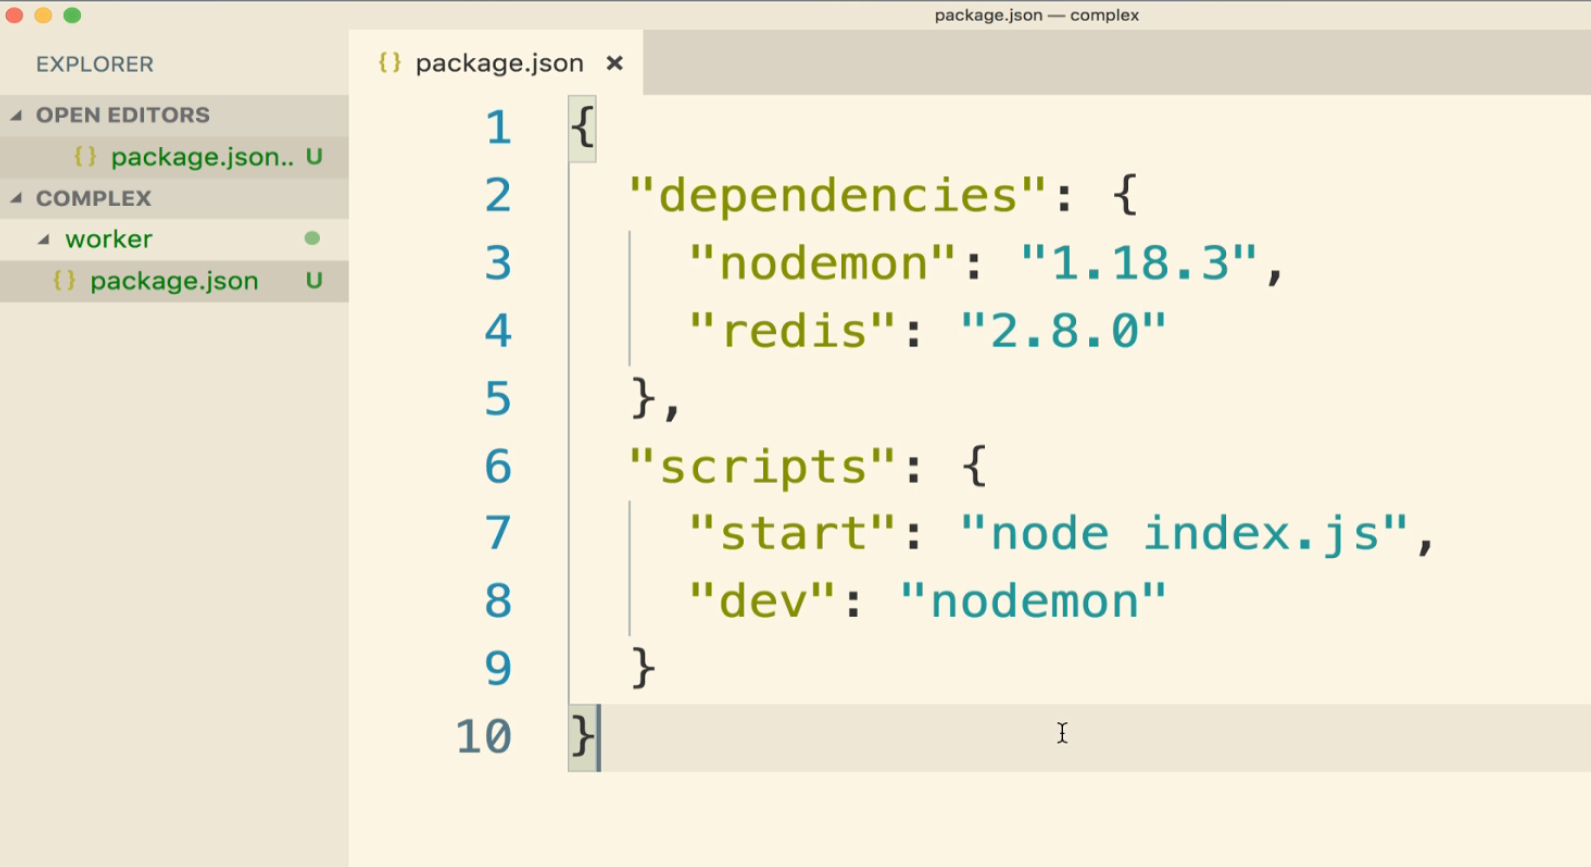 package.json — complex
EXPLORER
OPEN EDITORS
{} package.json.. U
COMPLEX
worker
{} package.json U
{} package.json ×
1 {
2 "dependencies": {
3 "nodemon": "1.18.3",
4 "redis": "2.8.0"
5 },
6 "scripts": {
7 "start": "node index.js",
8 "dev": "nodemon"
9 }
10 }